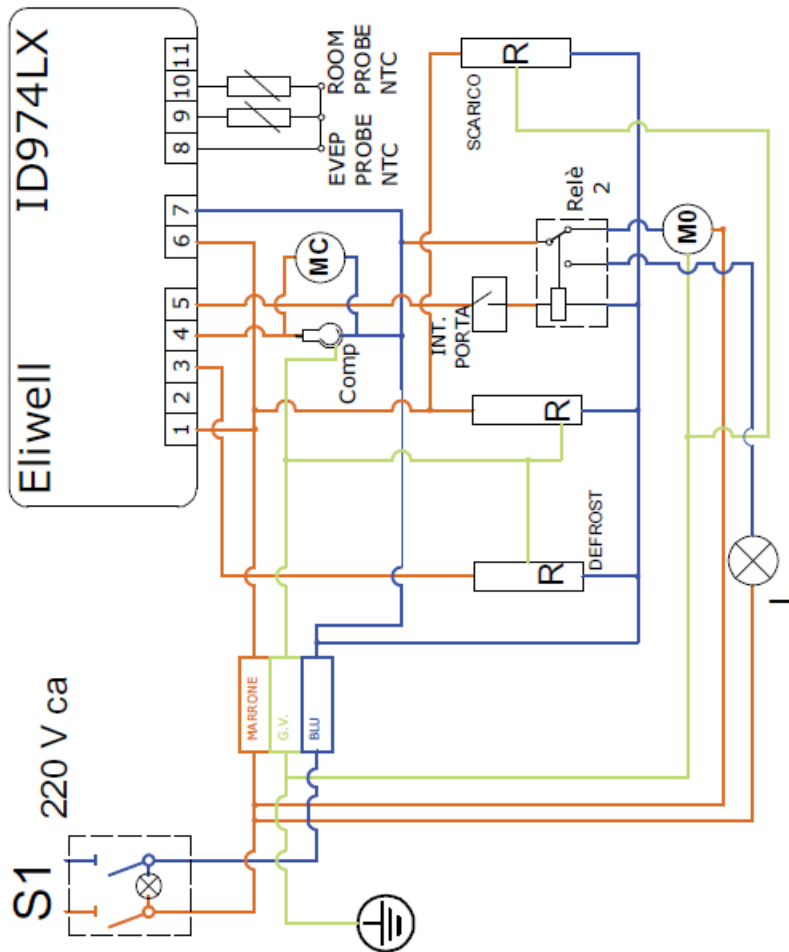 S1
220 V ca
Eliwell
ID974LX
1 2 3 4 5 6 7 8 9 10 11
MARRONE
G.V.
BLU
MC
Comp
EVEP
PROBE
NTC
ROOM
PROBE
NTC
INT.
PORTA
SCARICO
R
R
R
DEFROST
Relè
2
M0